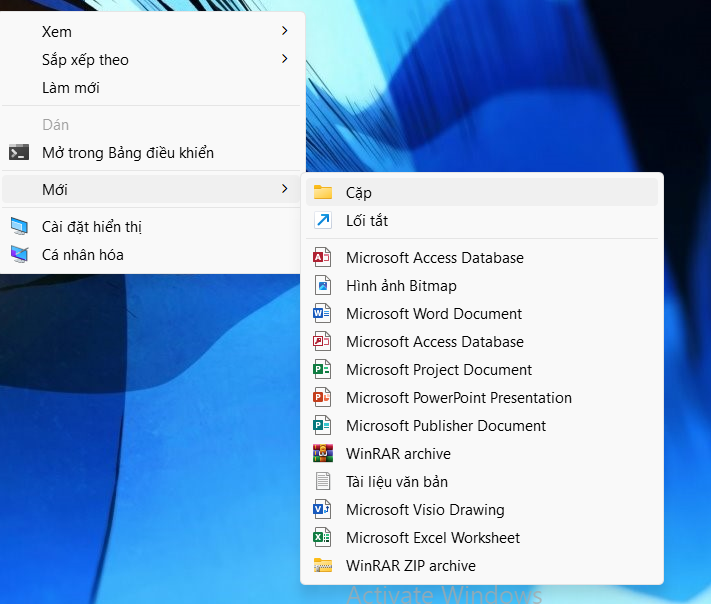 Xem
Sắp xếp theo
Làm mới
Dán
Mở trong Bảng điều khiển
Mới
Cài đặt hiển thị
Cá nhân hóa
Cặp
Lối tắt
Microsoft Access Database
Hình ảnh Bitmap
Microsoft Word Document
Microsoft Access Database
Microsoft Project Document
Microsoft PowerPoint Presentation
Microsoft Publisher Document
WinRAR archive
Tài liệu văn bản
Microsoft Visio Drawing
Microsoft Excel Worksheet
WinRAR ZIP archive
Activate Windows